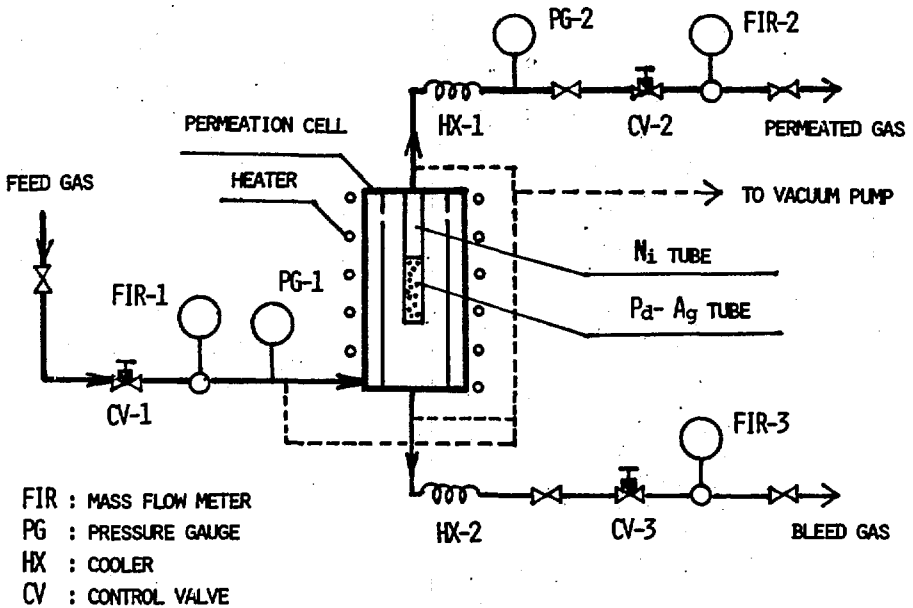 PG-2
FIR-2
HX-1
CV-2
PERMEATED GAS
PERMEATION CELL
HEATER
FEED GAS
TO VACUUM PUMP
Ni TUBE
Pd-Ag TUBE
FIR-1
PG-1
CV-1
FIR-3
HX-2
CV-3
BLEED GAS
FIR : MASS FLOW METER
PG : PRESSURE GAUGE
HX : COOLER
CV : CONTROL VALVE